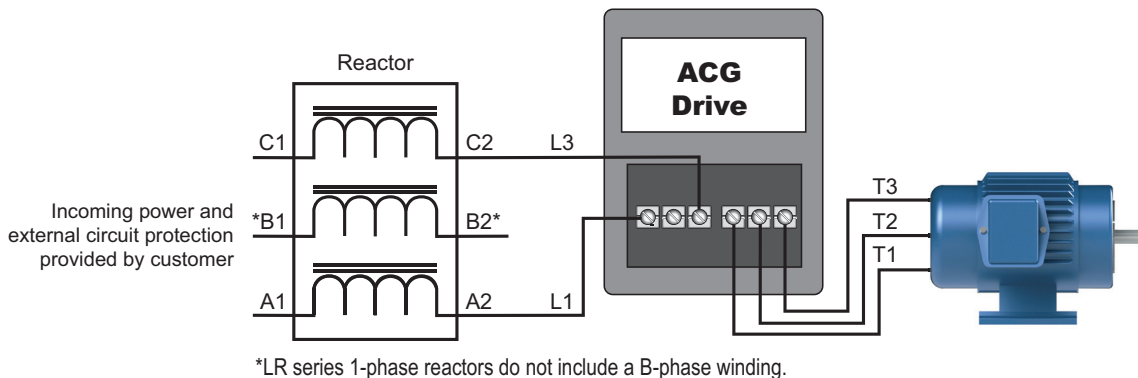 Reactor
ACG
Drive
C1
C2
L3
Incoming power and
external circuit protection
provided by customer
*B1
B2*
T3
T2
T1
A1
A2
L1
*LR series 1-phase reactors do not include a B-phase winding.